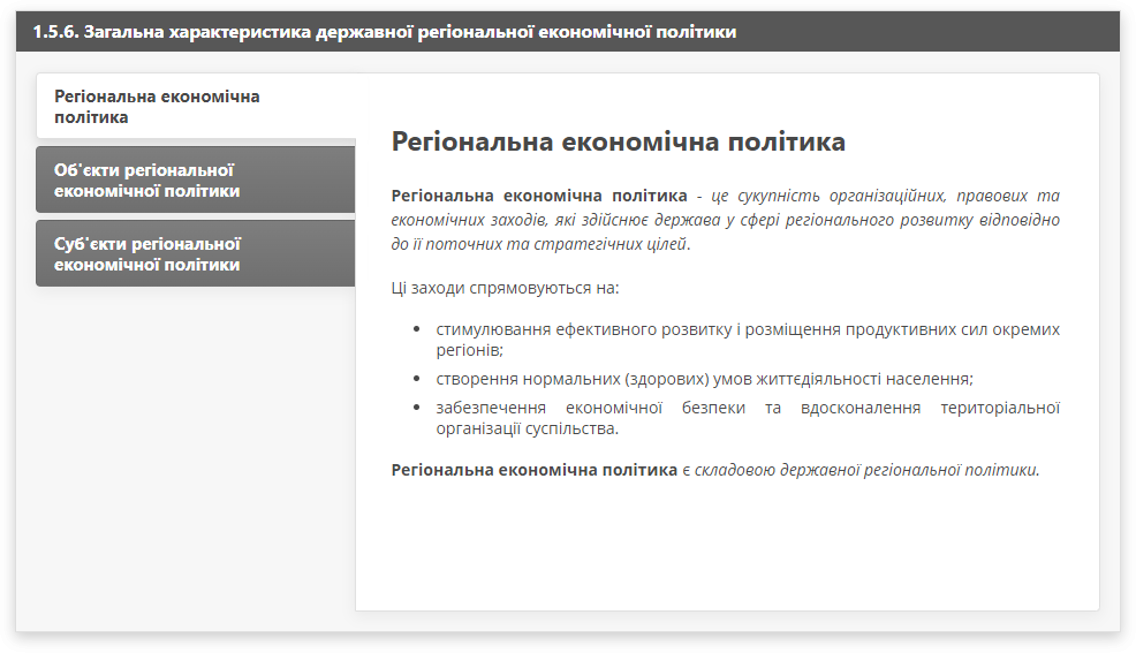 1.5.6. Загальна характеристика державної регіональної економічної політики
Регіональна економічна
політика
Об'єкти регіональної
економічної політики
Суб'єкти регіональної
економічної політики
Регіональна економічна політика
Регіональна економічна політика - це сукупність організаційних, правових та
економічних заходів, які здійснює держава у сфері регіонального розвитку відповідно
до її поточних та стратегічних цілей.
Ці заходи спрямовуються на:
• стимулювання ефективного розвитку і розміщення продуктивних сил окремих
регіонів;
• створення нормальних (здорових) умов життєдіяльності населення;
• забезпечення економічної безпеки та вдосконалення територіальної
організації суспільства.
Регіональна економічна політика є складовою державної регіональної політики.